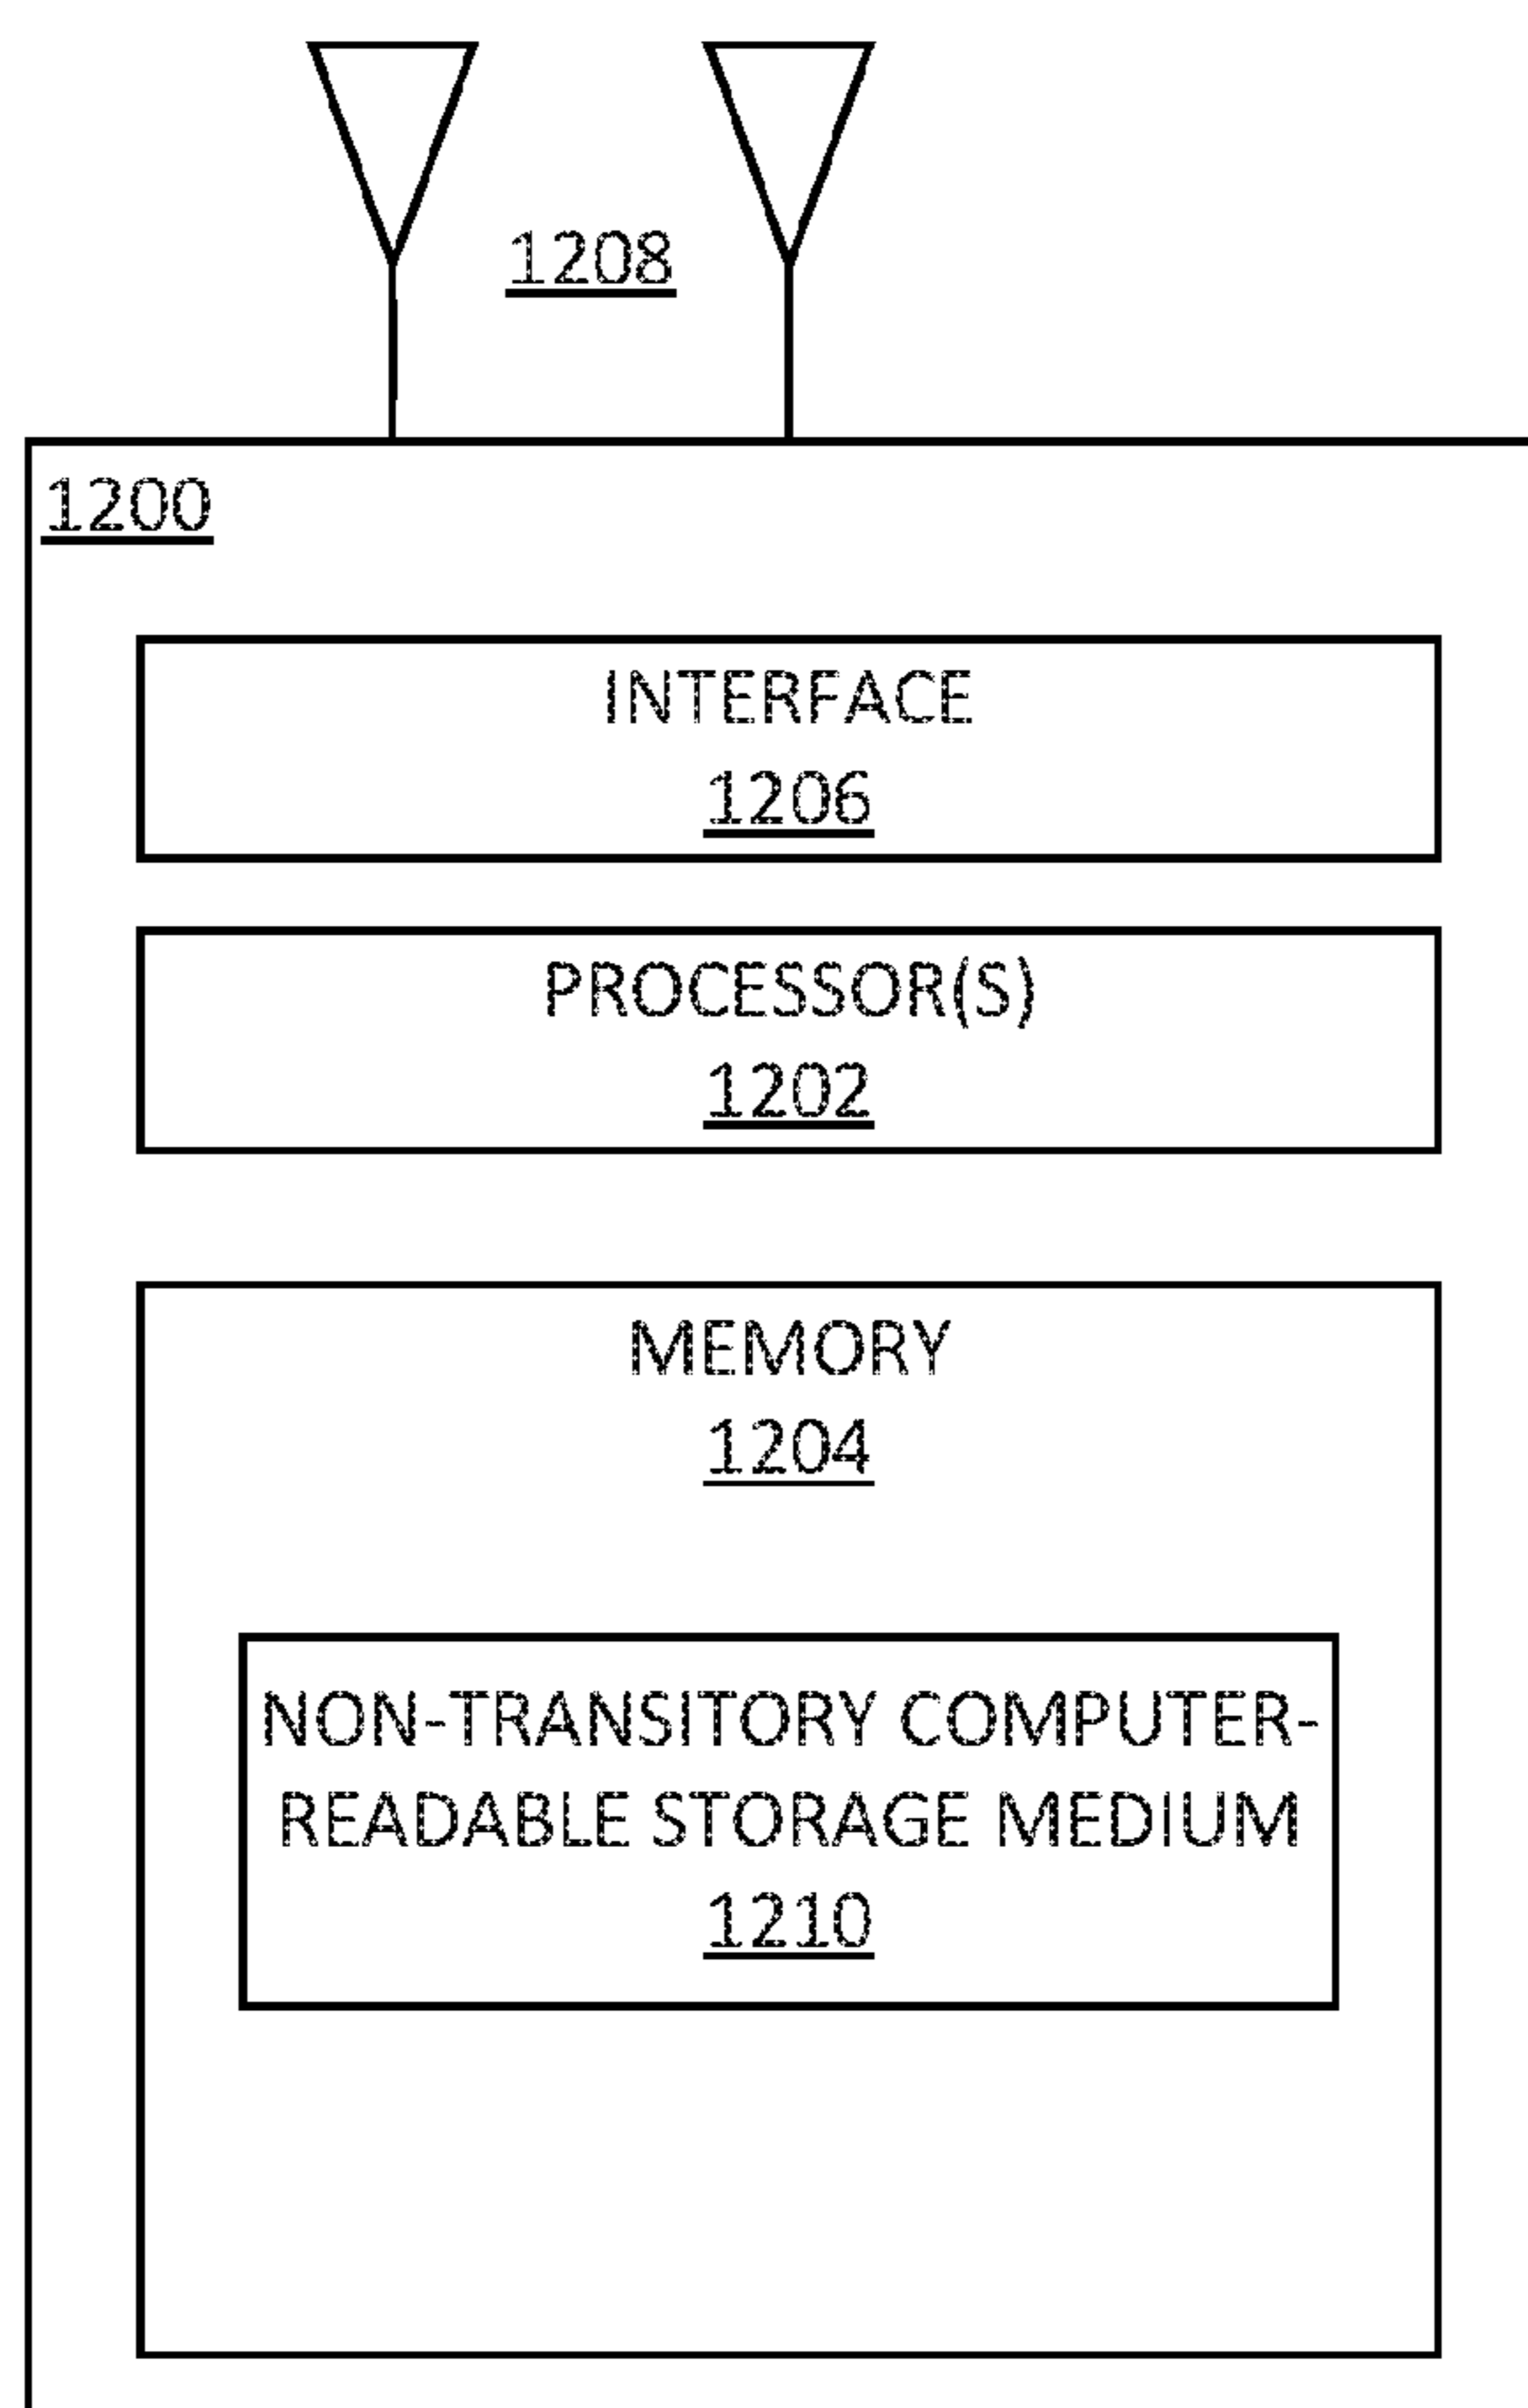 1208
1200
INTERFACE
1206
PROCESSOR(S)
1202
MEMORY
1204
NON-TRANSITORY COMPUTER-
READABLE STORAGE MEDIUM
1210